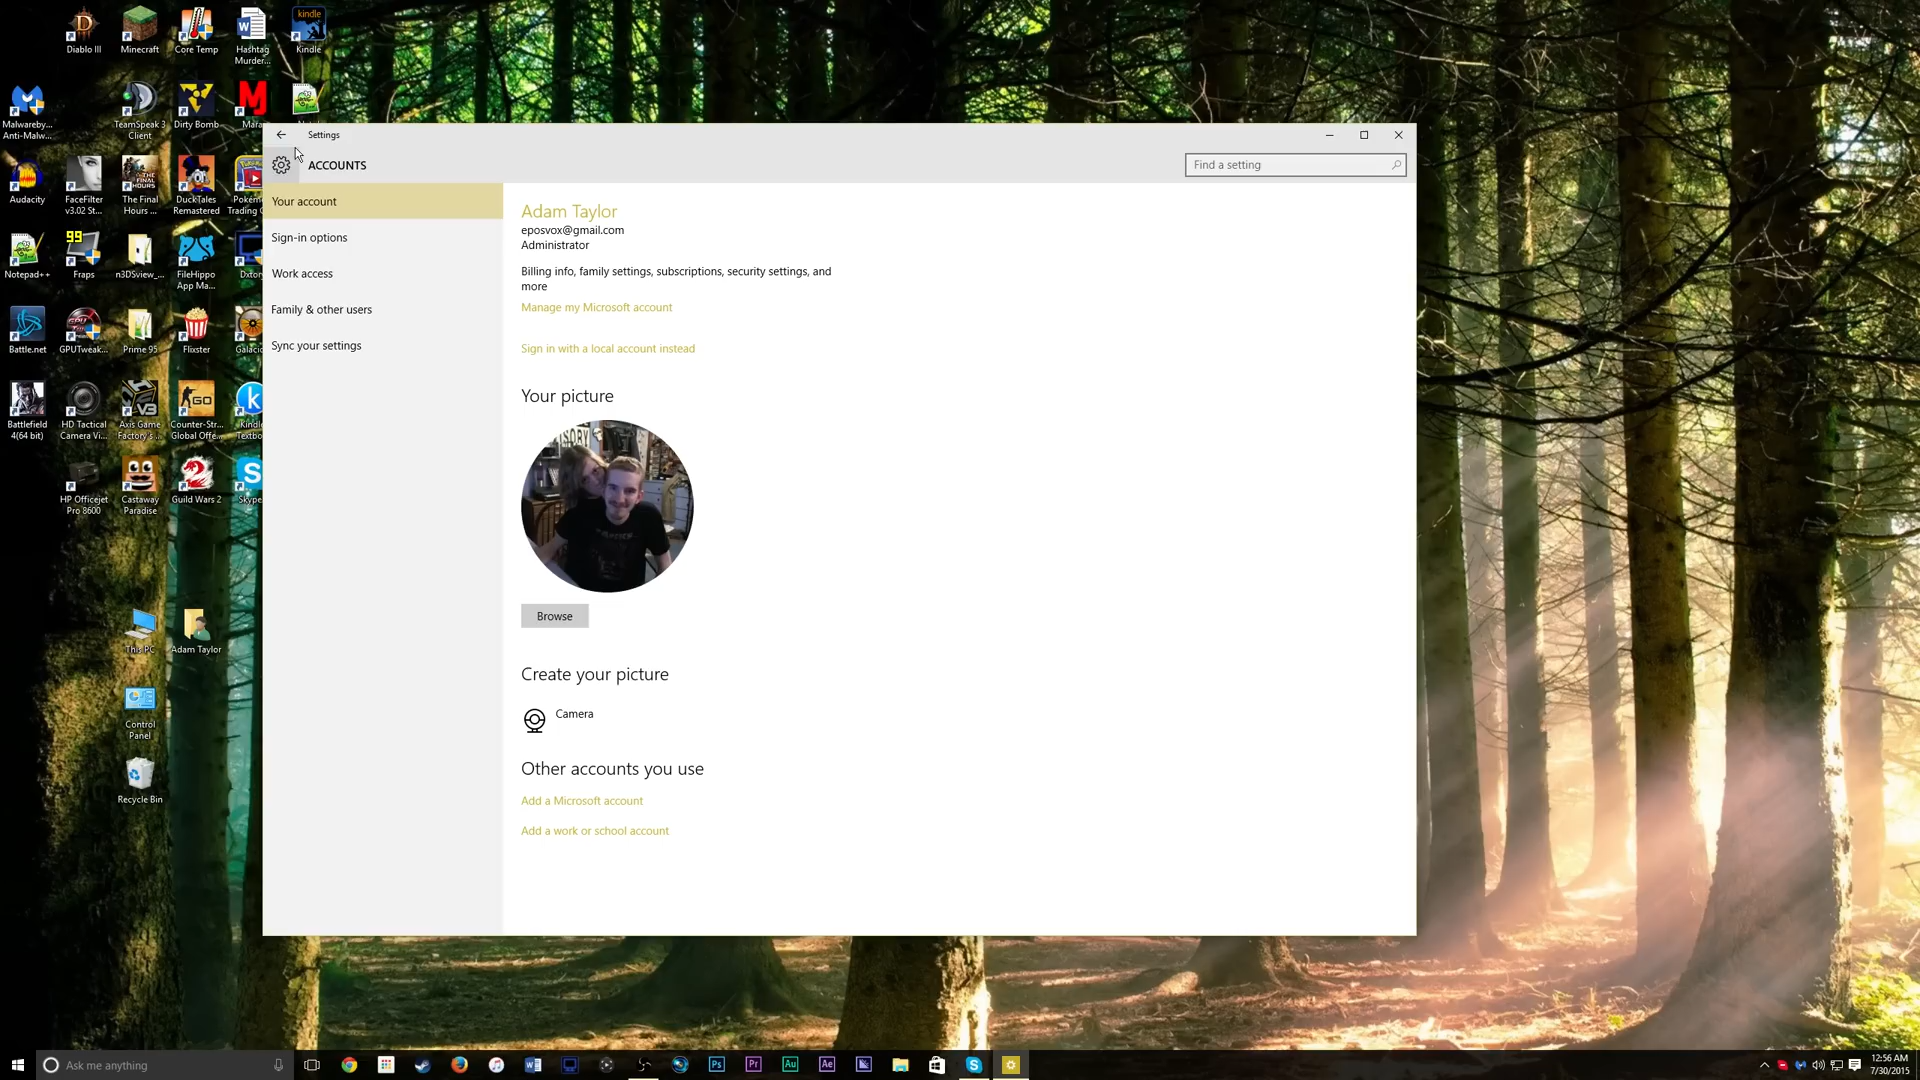 Diablo III
Minecraft
Core Temp
Hashtag
Murder...
kindle
Kindle
Malwareby...
Anti-Malw...
TeamSpeak 3
Client
Dirty Bomb
Audacity
FaceFilter
v3.02 St...
The Final
Hours ...
DuckTales
Remastered
Notepad++
99
Fraps
n3DSview_...
FileHippo
App Ma...
Battle.net
GPUTweak...
Prime 95
Flixster
Battlefield
4(64 bit)
HD Tactical
Camera Vi...
Axis Game
Factory's ...
Counter-Str...
Global Offe...
HP Officejet
Pro 8600
Castaway
Paradise
Guild Wars 2
Skype
This PC
Adam Taylor
Control
Panel
Recycle Bin
Settings
ACCOUNTS
Find a setting
Your account
Sign-in options
Work access
Family & other users
Sync your settings
Adam Taylor
eposvox@gmail.com
Administrator
Billing info, family settings, subscriptions, security settings, and
more
Manage my Microsoft account
Sign in with a local account instead
Your picture
Browse
Create your picture
Camera
Other accounts you use
Add a Microsoft account
Add a work or school account
Ask me anything
Ps
Pr
Au
Ae
12:56 AM
7/30/2015